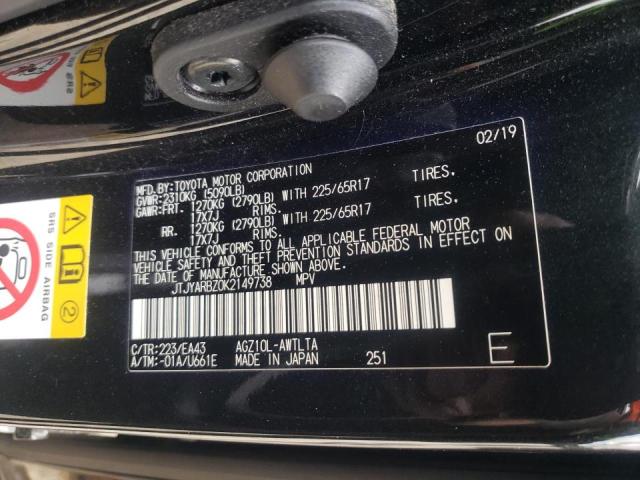 02/19
MFD.BY:TOYOTA MOTOR CORPORATION
GVWR:2310KG (5090LB)
GAWR:FRT. 1270KG (2790LB) WITH 225/65R17 TIRES.
17X7J RIMS.
RR. 1270KG (2790LB) WITH 225/65R17 TIRES.
17X7J RIMS.
THIS VEHICLE CONFORMS TO ALL APPLICABLE FEDERAL MOTOR
VEHICLE SAFETY AND THEFT PREVENTION STANDARDS IN EFFECT ON
THE DATE OF MANUFACTURE SHOWN ABOVE.
JTJYARBZ0K2149738 MPV
C/TR:223/EA43 AGZ10L-AWTLTA
A/TM:-01A/U661E MADE IN JAPAN 251 E
SRS SIDE AIRBAG
2